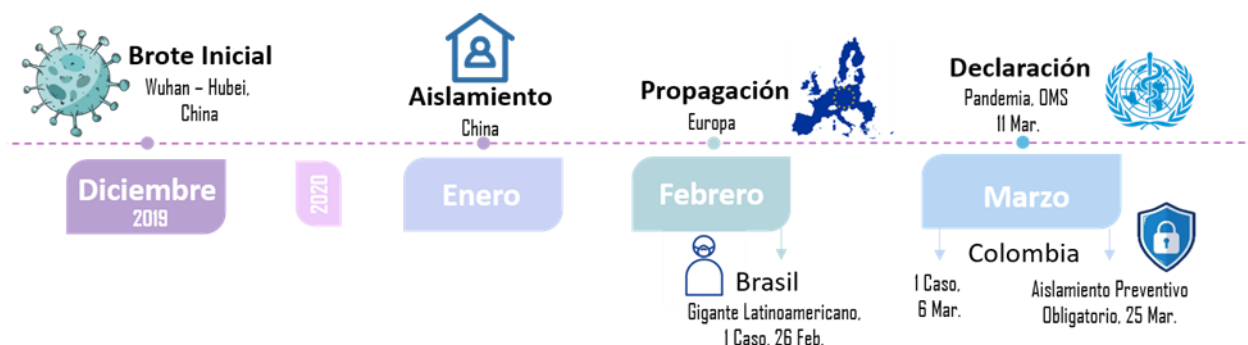 Brote Inicial
Wuhan – Hubei,
China
Aislamiento
China
Propagación
Europa
Declaración
Pandemia, OMS
11 Mar.
Diciembre
2019
2020
Enero
Febrero
Marzo
Brasil
Gigante Latinoamericano,
1 Caso, 26 Feb.
Colombia
1 Caso,
6 Mar.
Aislamiento Preventivo
Obligatorio, 25 Mar.